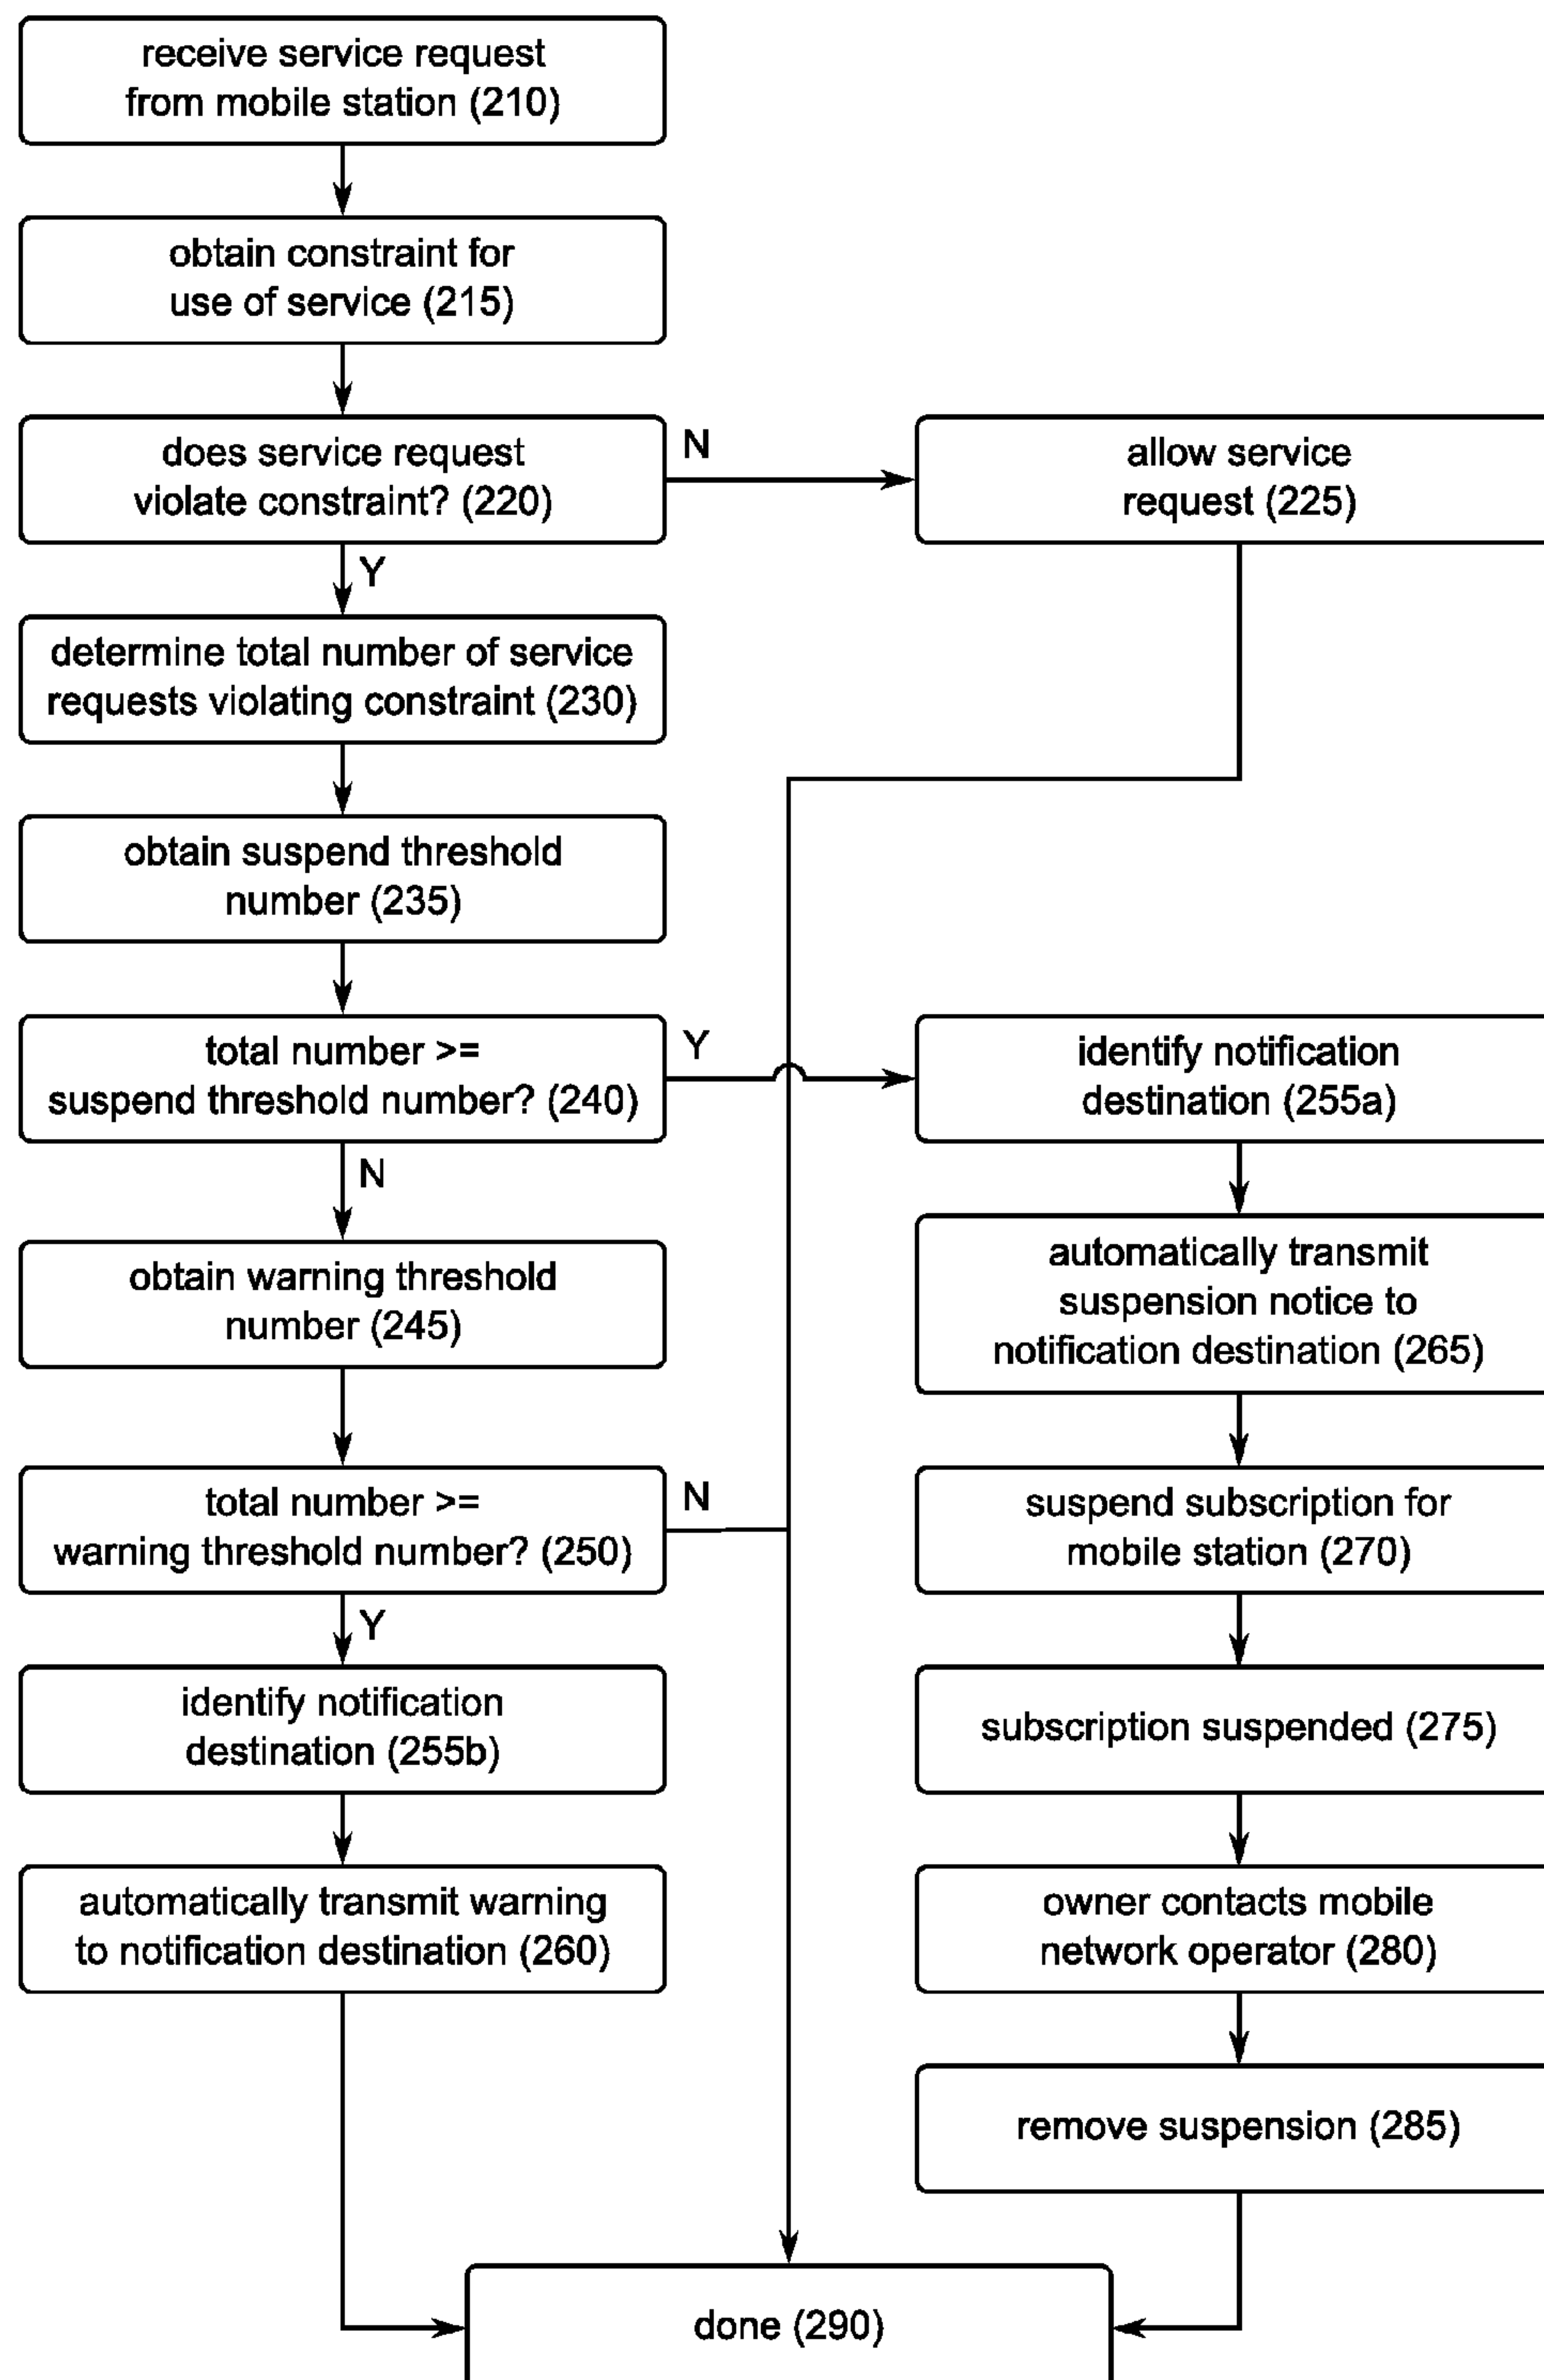 receive service request
from mobile station (210)
obtain constraint for
use of service (215)
does service request
violate constraint? (220)
N
allow service
request (225)
Y
determine total number of service
requests violating constraint (230)
obtain suspend threshold
number (235)
total number >=
suspend threshold number? (240)
Y
identify notification
destination (255a)
N
automatically transmit
suspension notice to
notification destination (265)
obtain warning threshold
number (245)
total number >=
warning threshold number? (250)
N
suspend subscription for
mobile station (270)
Y
identify notification
destination (255b)
subscription suspended (275)
automatically transmit warning
to notification destination (260)
owner contacts mobile
network operator (280)
remove suspension (285)
done (290)